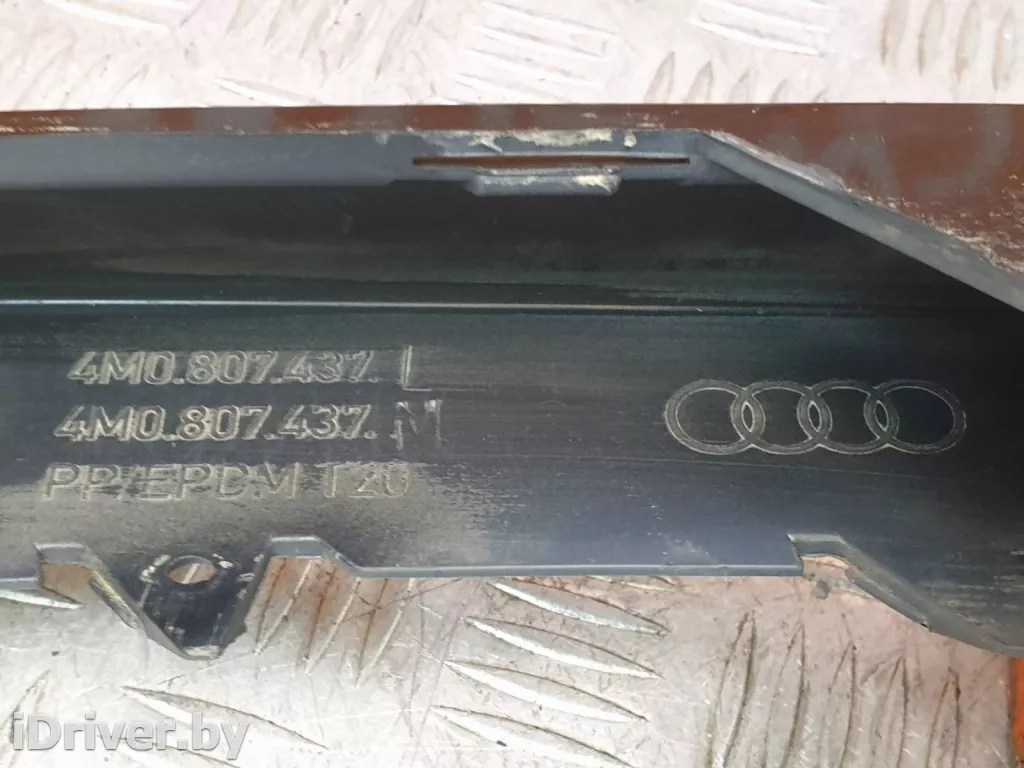 4M0.807.437. L
4M0.807.437. M
PP/EPDM T20
iDriver.by